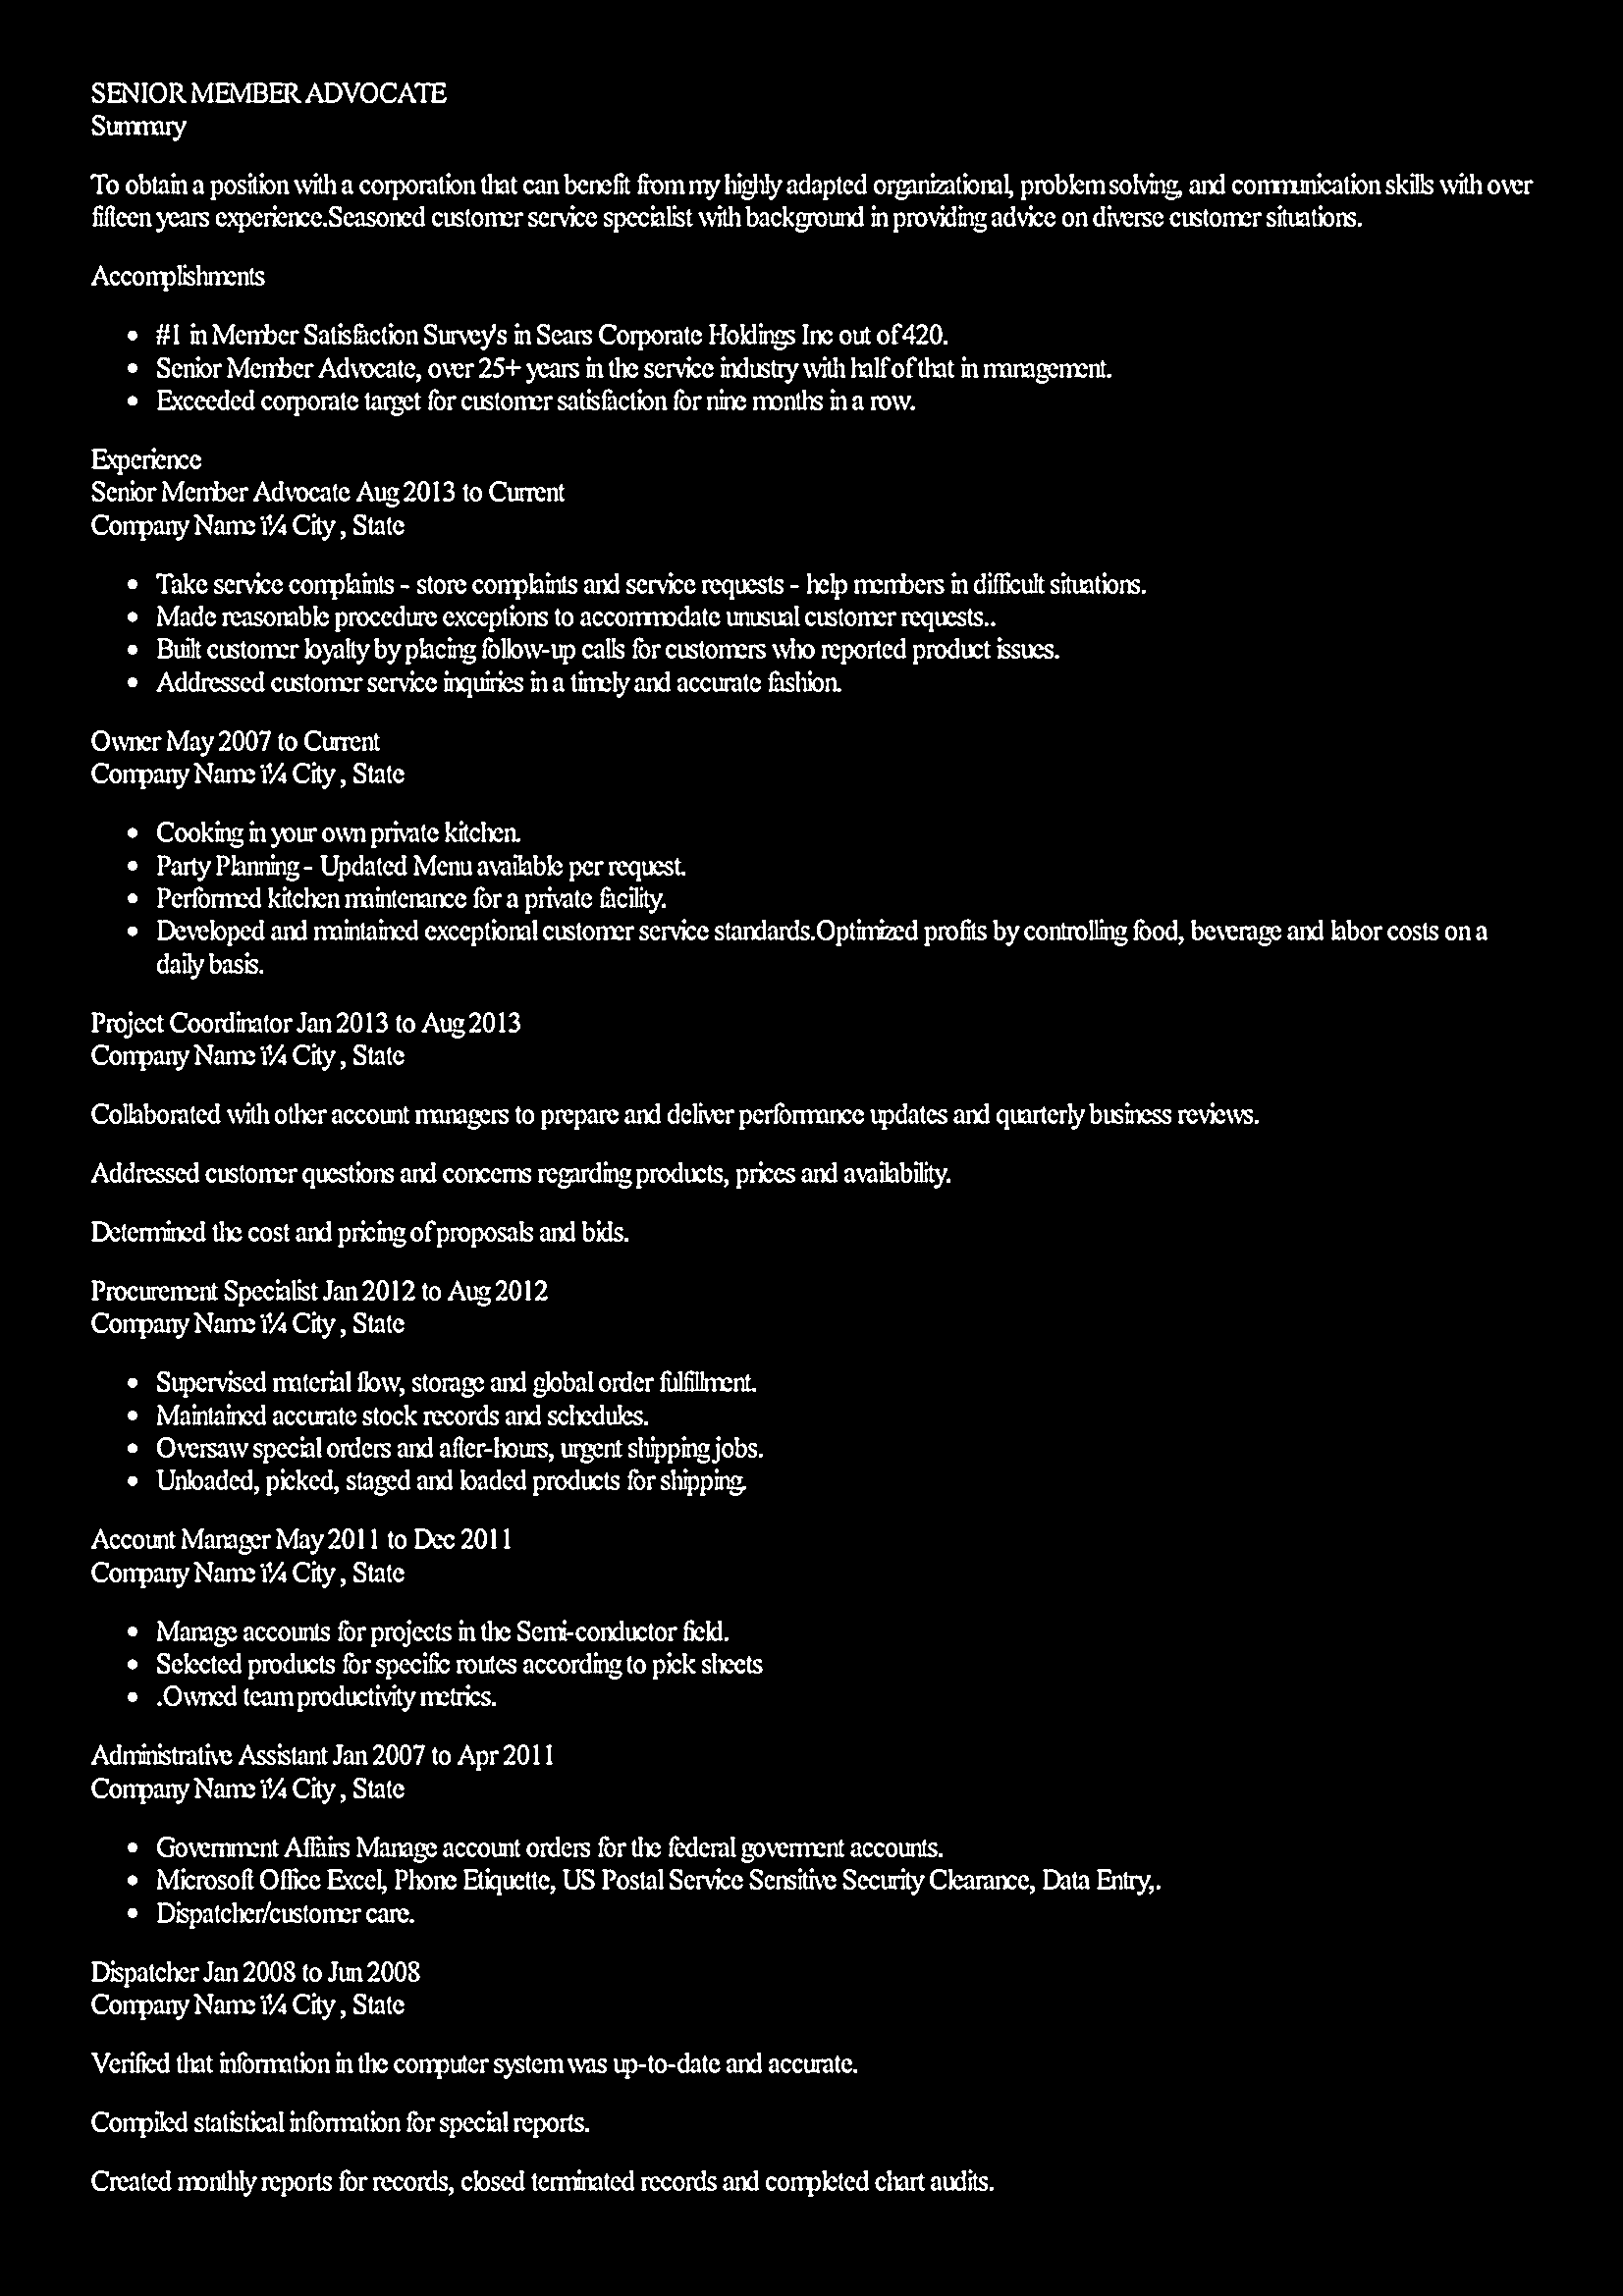 SENIOR MEMBER ADVOCATE
Summary
To obtain a position with a corporation that can benefit from my highly adapted organizational, problem solving, and communication skills with over
fifteen years experience.Seasoned customer service specialist with background in providing advice on diverse customer situations.
Accomplishments
• #1 in Member Satisfaction Survey's in Sears Corporate Holdings Inc out of 420.
• Senior Member Advocate, over 25+ years in the service industry with half of that in management.
• Exceeded corporate target for customer satisfaction for nine months in a row.
Experience
Senior Member Advocate Aug 2013 to Current
Company Name ï¼ City , State
• Take service complaints - store complaints and service requests - help members in difficult situations.
• Made reasonable procedure exceptions to accommodate unusual customer requests..
• Built customer loyalty by placing follow-up calls for customers who reported product issues.
• Addressed customer service inquiries in a timely and accurate fashion.
Owner May 2007 to Current
Company Name ï¼ City , State
• Cooking in your own private kitchen.
• Party Planning - Updated Menu available per request.
• Performed kitchen maintenance for a private facility.
• Developed and maintained exceptional customer service standards.Optimized profits by controlling food, beverage and labor costs on a
daily basis.
Project Coordinator Jan 2013 to Aug 2013
Company Name ï¼ City , State
Collaborated with other account managers to prepare and deliver performance updates and quarterly business reviews.
Addressed customer questions and concerns regarding products, prices and availability.
Determined the cost and pricing of proposals and bids.
Procurement Specialist Jan 2012 to Aug 2012
Company Name ï¼ City , State
• Supervised material flow, storage and global order fulfillment.
• Maintained accurate stock records and schedules.
• Oversaw special orders and after-hours, urgent shipping jobs.
• Unloaded, picked, staged and loaded products for shipping.
Account Manager May 2011 to Dec 2011
Company Name ï¼ City , State
• Manage accounts for projects in the Semi-conductor field.
• Selected products for specific routes according to pick sheets
• .Owned team productivity metrics.
Administrative Assistant Jan 2007 to Apr 2011
Company Name ï¼ City , State
• Government Affairs Manage account orders for the federal goverment accounts.
• Microsoft Office Excel, Phone Etiquette, US Postal Service Sensitive Security Clearance, Data Entry,.
• Dispatcher/customer care.
Dispatcher Jan 2008 to Jun 2008
Company Name ï¼ City , State
Verified that information in the computer system was up-to-date and accurate.
Compiled statistical information for special reports.
Created monthly reports for records, closed terminated records and completed chart audits.